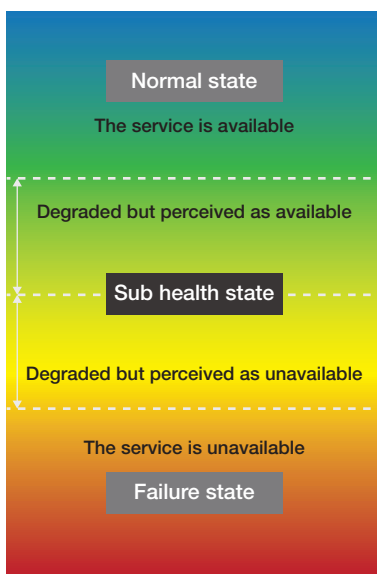 Normal state
The service is available
Degraded but perceived as available
Sub health state
Degraded but perceived as unavailable
The service is unavailable
Failure state